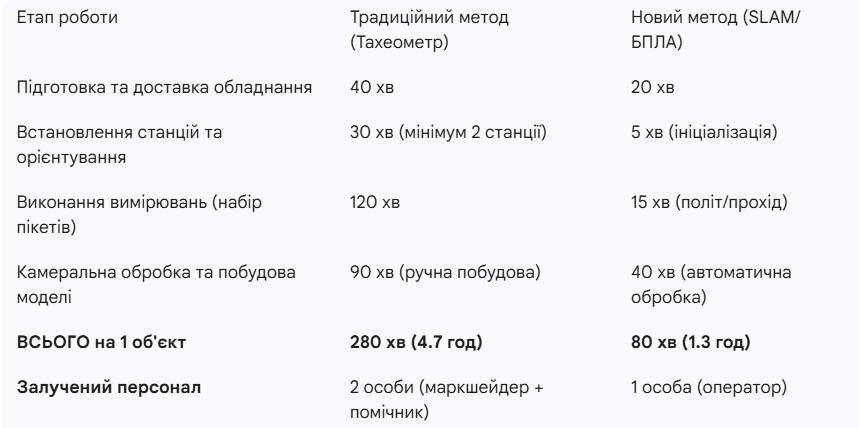 Етап роботи Традиційний метод (Тахеометр) Новий метод (SLAM/ БПЛА)
Підготовка та доставка обладнання 40 хв 20 хв
Встановлення станцій та орієнтування 30 хв (мінімум 2 станції) 5 хв (ініціалізація)
Виконання вимірювань (набір пікетів) 120 хв 15 хв (політ/прохід)
Камеральна обробка та побудова моделі 90 хв (ручна побудова) 40 хв (автоматична обробка)
ВСЬОГО на 1 об'єкт 280 хв (4.7 год) 80 хв (1.3 год)
Залучений персонал 2 особи (маркшейдер + помічник) 1 особа (оператор)